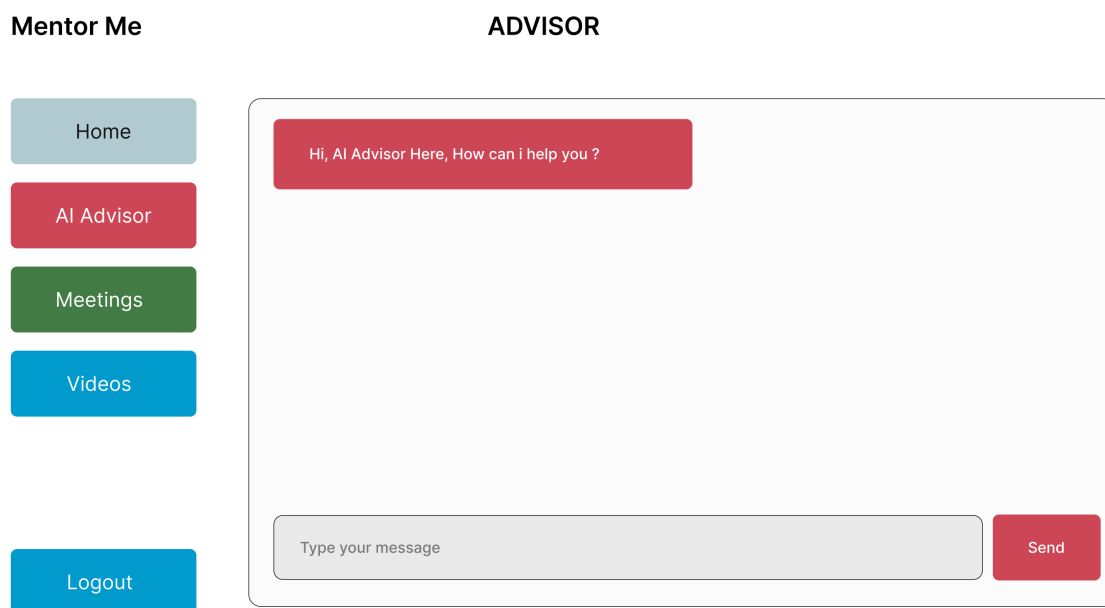 Mentor Me
ADVISOR
Home
AI Advisor
Meetings
Videos
Logout
Hi, AI Advisor Here, How can i help you ?
Type your message
Send